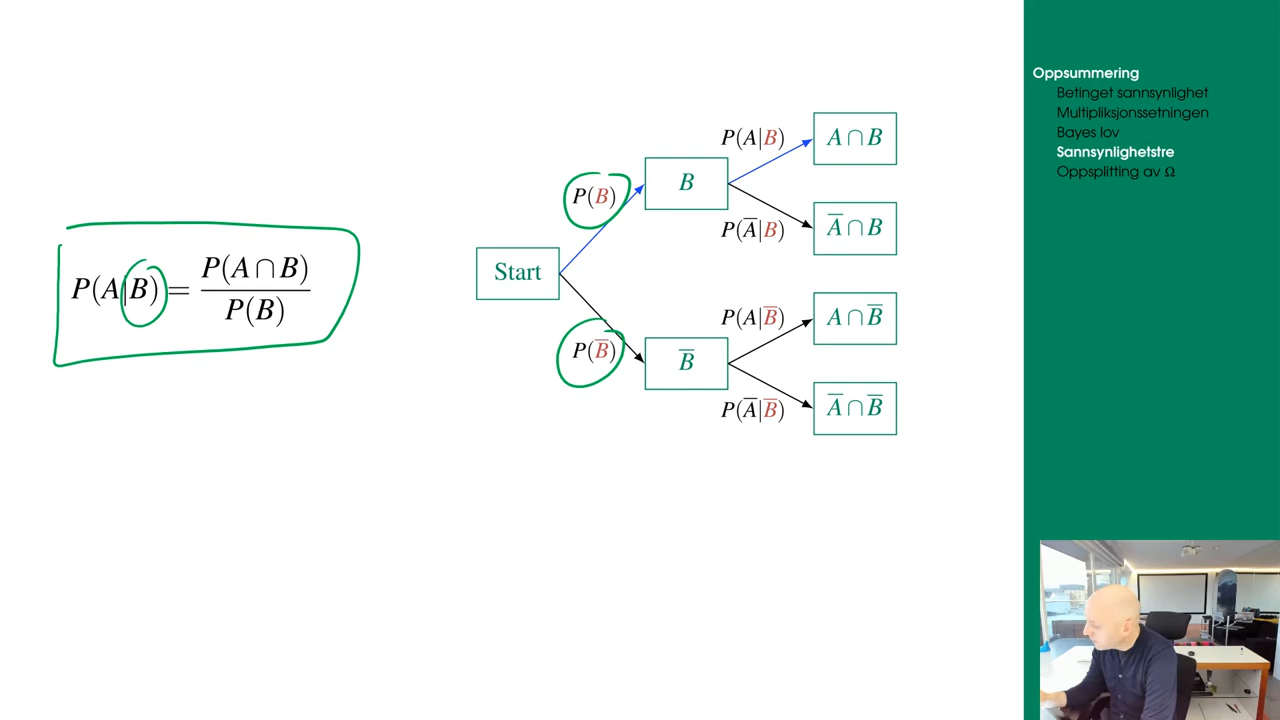 P(A|B) = P(A ∩ B) / P(B)
Start
P(B)
P(B̅)
B
B̅
P(A|B)
P(A̅|B)
P(A|B̅)
P(A̅|B̅)
A ∩ B
A̅ ∩ B
A ∩ B̅
A̅ ∩ B̅
Oppsummering
Betinget sannsynlighet
Multipliksjonssetningen
Bayes lov
Sannsynlighetstre
Oppsplitting av Ω